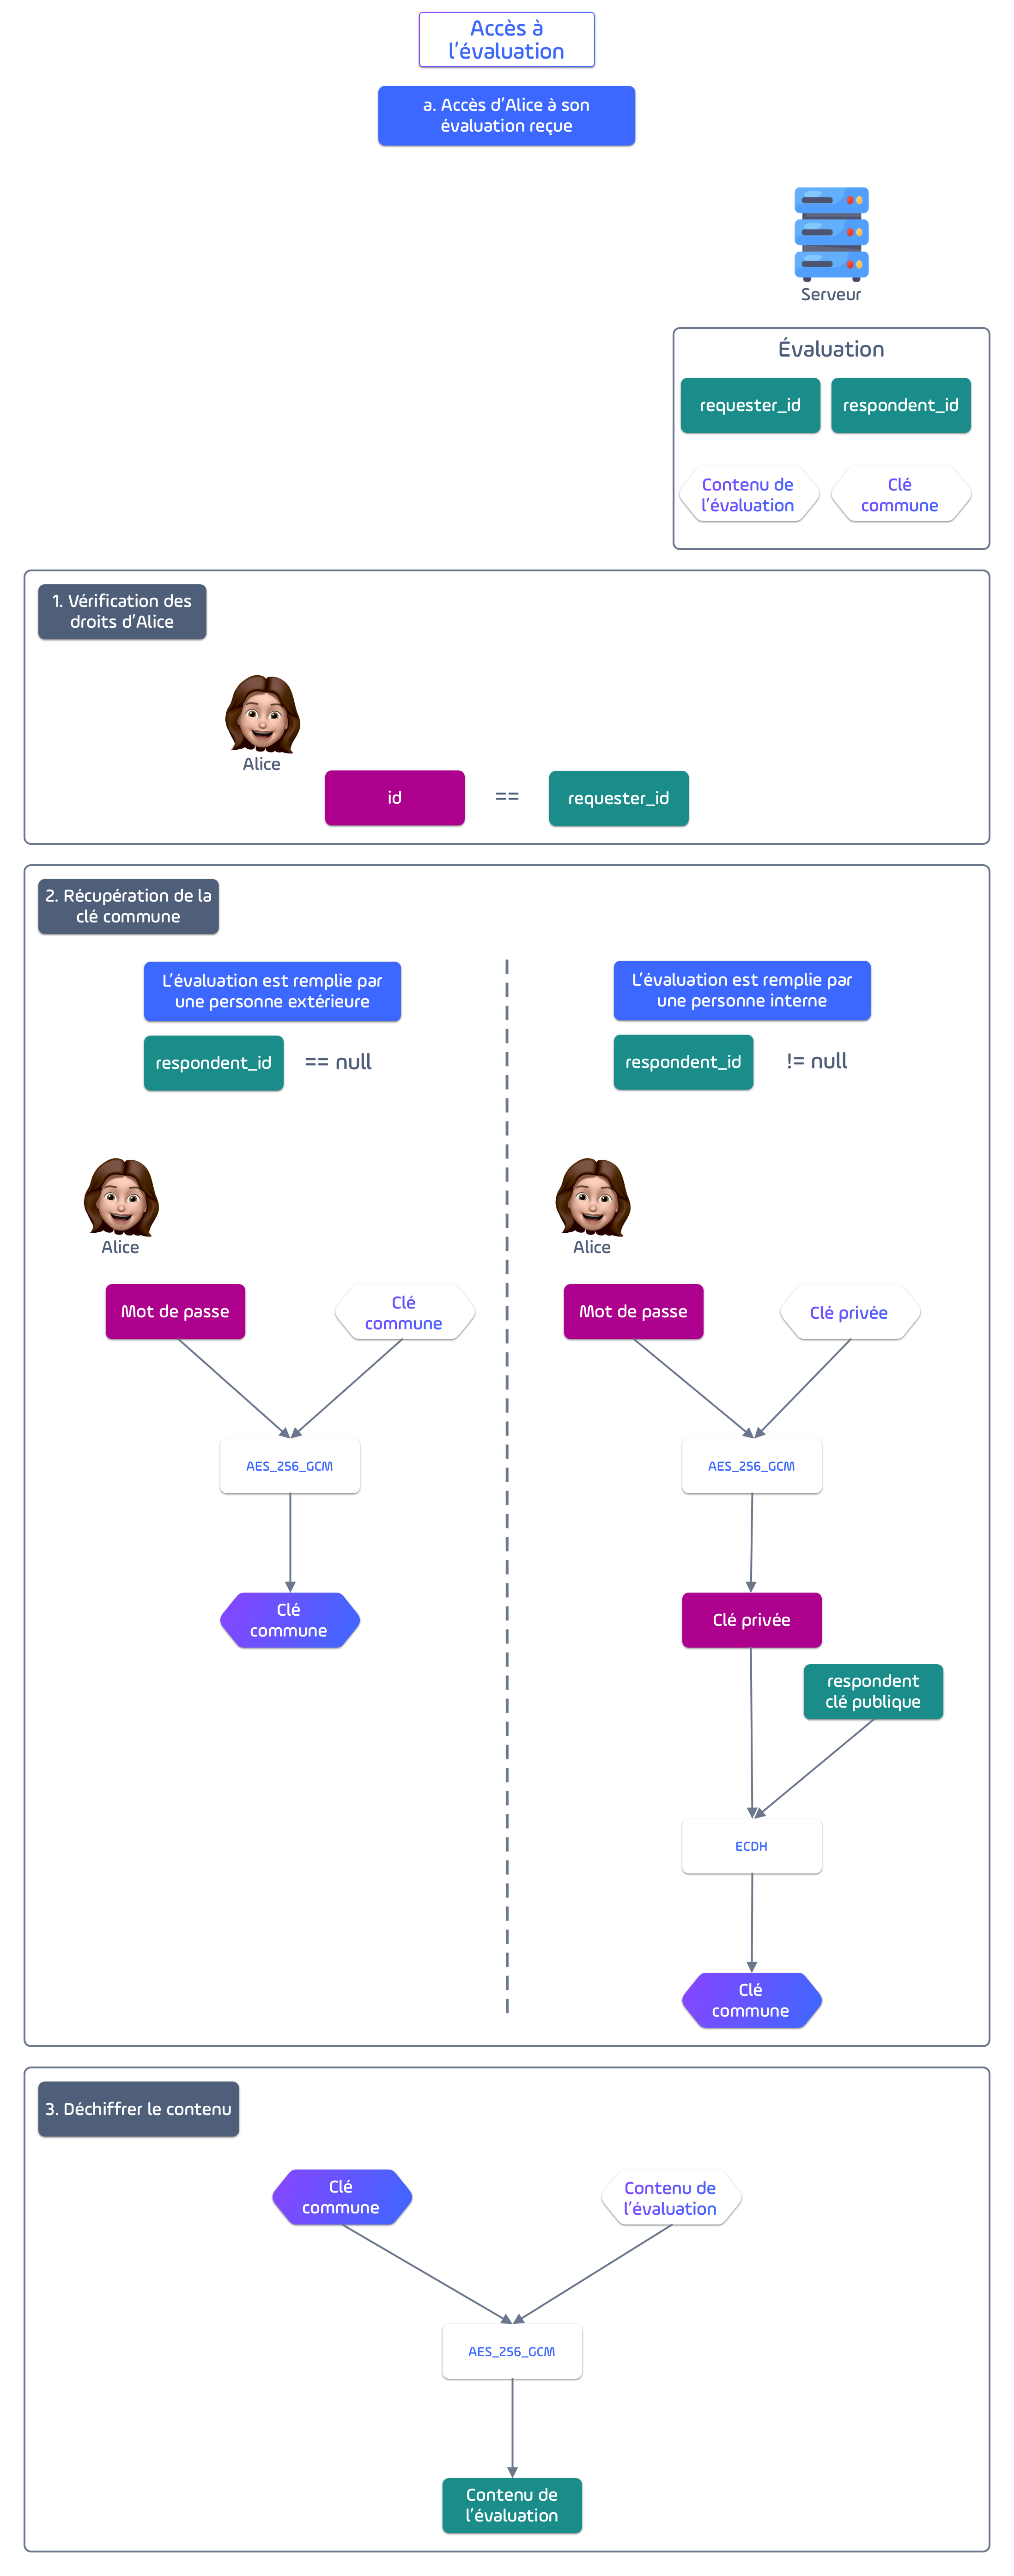 Accès à
l'évaluation
a. Accès d'Alice à son
évaluation reçue
Serveur
Évaluation
requester_id
respondent_id
Contenu de
l'évaluation
Clé
commune
1. Vérification des
droits d'Alice
Alice
id
==
requester_id
2. Récupération de la
clé commune
L'évaluation est remplie par
une personne extérieure
respondent_id
== null
Alice
Mot de passe
Clé
commune
AES_256_GCM
Clé
commune
L'évaluation est remplie par
une personne interne
respondent_id
!= null
Alice
Mot de passe
Clé privée
AES_256_GCM
Clé privée
respondent
clé publique
ECDH
Clé
commune
3. Déchiffrer le contenu
Clé
commune
Contenu de
l'évaluation
AES_256_GCM
Contenu de
l'évaluation